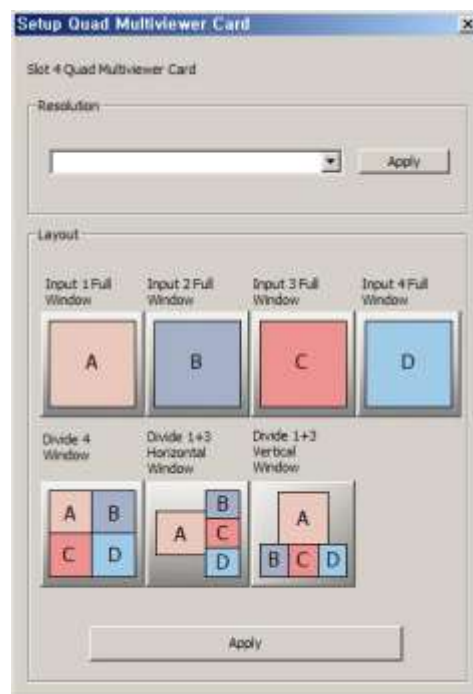 Setup Quad Multiviewer Card
Slot 4 Quad Multiviewer Card
Resolution
Apply
Layout
Input 1 Full Window
Input 2 Full Window
Input 3 Full Window
Input 4 Full Window
A
B
C
D
Divide 4 Window
Divide 1+3 Horizontal Window
Divide 1+3 Vertical Window
A B
C D
A
B
C
D
A
B C D
Apply